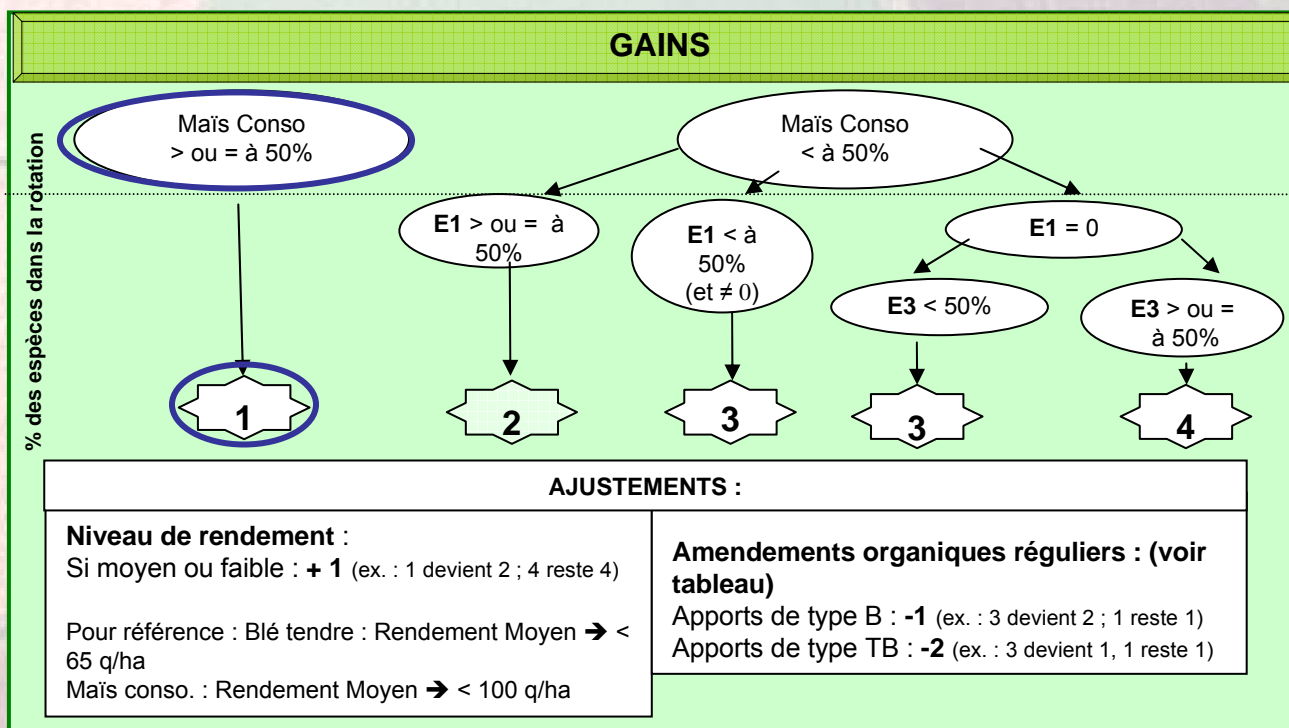 GAINS
% des espèces dans la rotation
Maïs Conso
> ou = à 50%
Maïs Conso
< à 50%
E1 > ou = à
50%
E1 < à
50%
(et ≠ 0)
E1 = 0
E3 < 50%
E3 > ou =
à 50%
1
2
3
3
4
AJUSTEMENTS :
Niveau de rendement :
Si moyen ou faible : + 1 (ex. : 1 devient 2 ; 4 reste 4)
Pour référence : Blé tendre : Rendement Moyen ➔ <
65 q/ha
Maïs conso. : Rendement Moyen ➔ < 100 q/ha
Amendements organiques réguliers : (voir
tableau)
Apports de type B : -1 (ex. : 3 devient 2 ; 1 reste 1)
Apports de type TB : -2 (ex. : 3 devient 1, 1 reste 1)